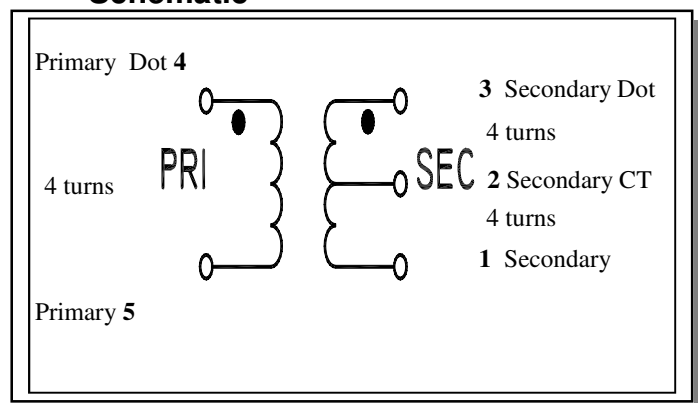 Schematic
Primary Dot 4
3 Secondary Dot
4 turns
PRI
SEC
4 turns
2 Secondary CT
4 turns
1 Secondary
Primary 5